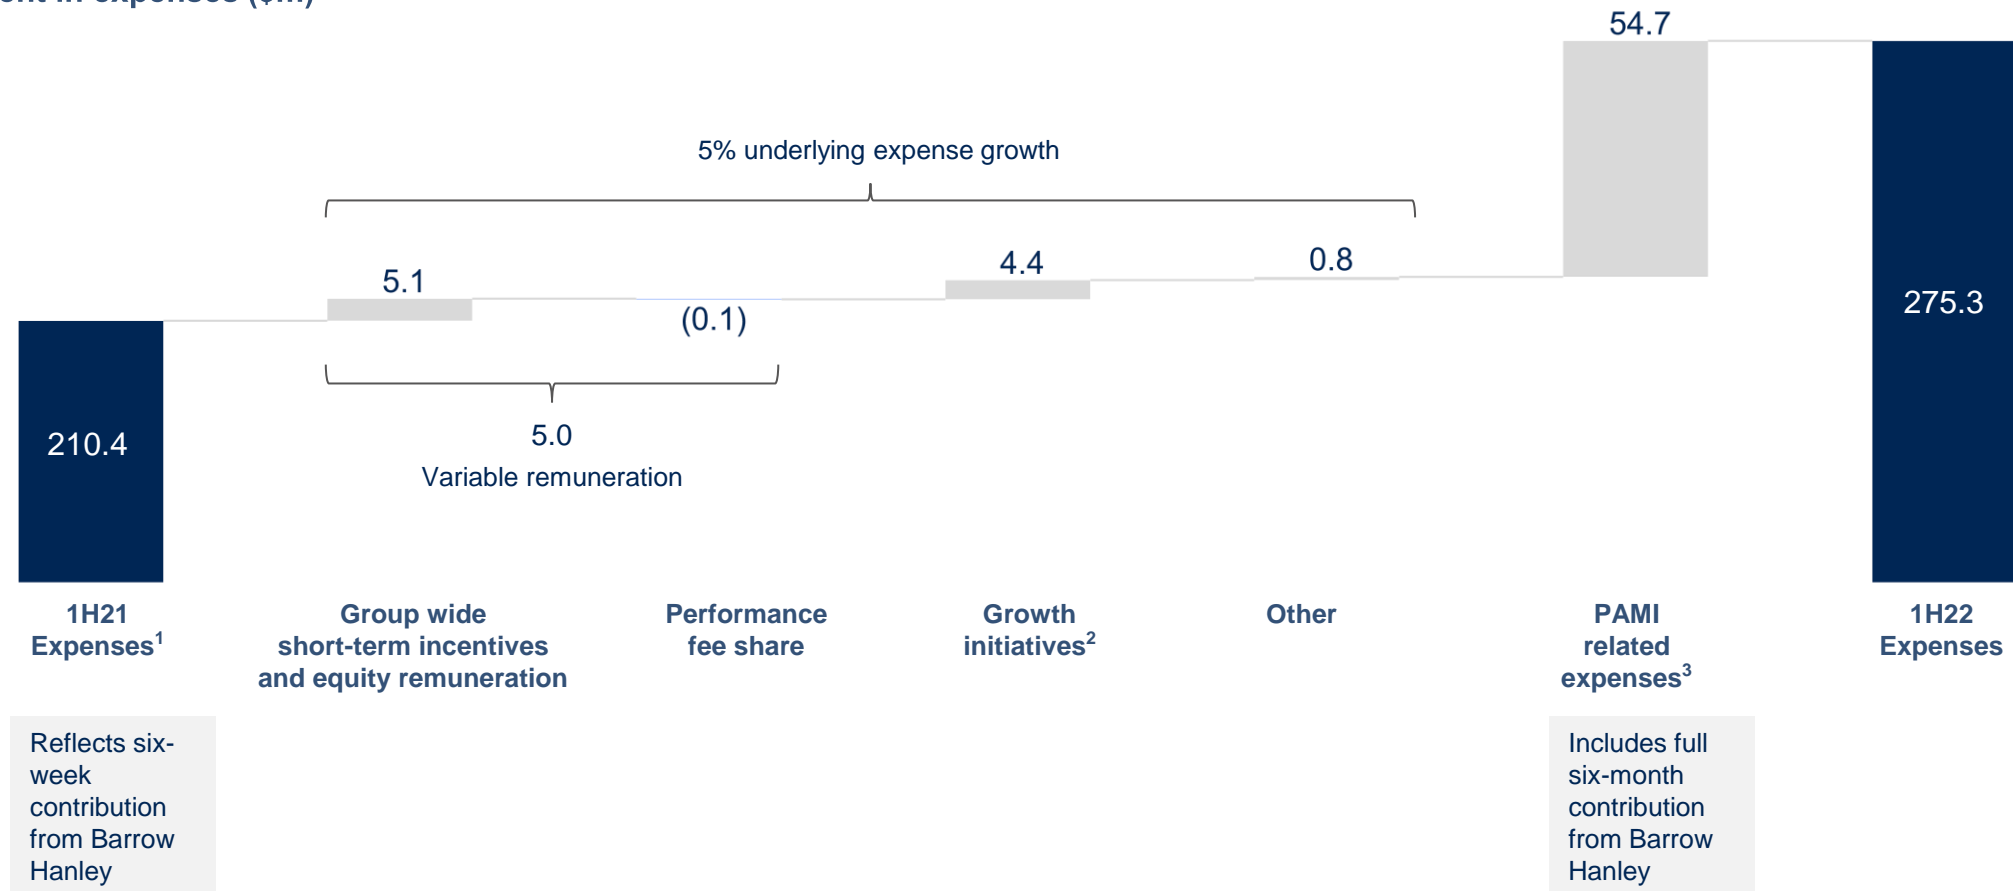 in expenses
54.7
5% underlying expense growth
5.1
(0.1)
4.4
0.8
275.3
210.4
5.0
Variable remuneration
1H21
Expenses1
Group wide
short-term incentives
and equity remuneration
Performance
fee share
Growth
initiatives2
Other
PAMI
related
expenses3
1H22
Expenses
Reflects six-
week
contribution
from Barrow
Hanley
Includes full
six-month
contribution
from Barrow
Hanley